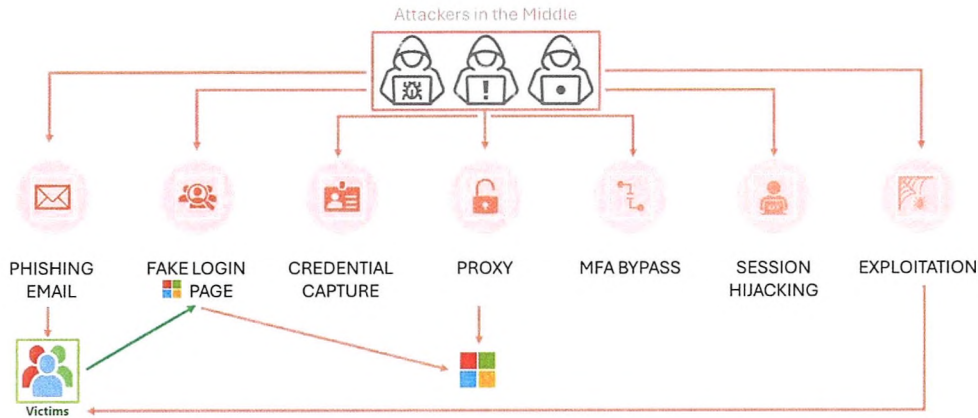 Attackers in the Middle
!
PHISHING
EMAIL
FAKE LOGIN
PAGE
CREDENTIAL
CAPTURE
PROXY
MFA BYPASS
SESSION
HIJACKING
EXPLOITATION
Victims